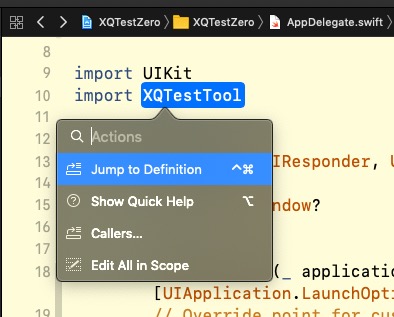 XQTestZero XQTestZero AppDelegate.swift
8
9 import UIKit
10 import XQTestTool
11
Actions
12
13 IResponder, U
Jump to Definition ^⌘
14
15 ndow?
Show Quick Help ⌥
16
17
Callers...
18 (_ applicatio
Edit All in Scope
[UIApplication.LaunchOpti
19 // Override point for cus